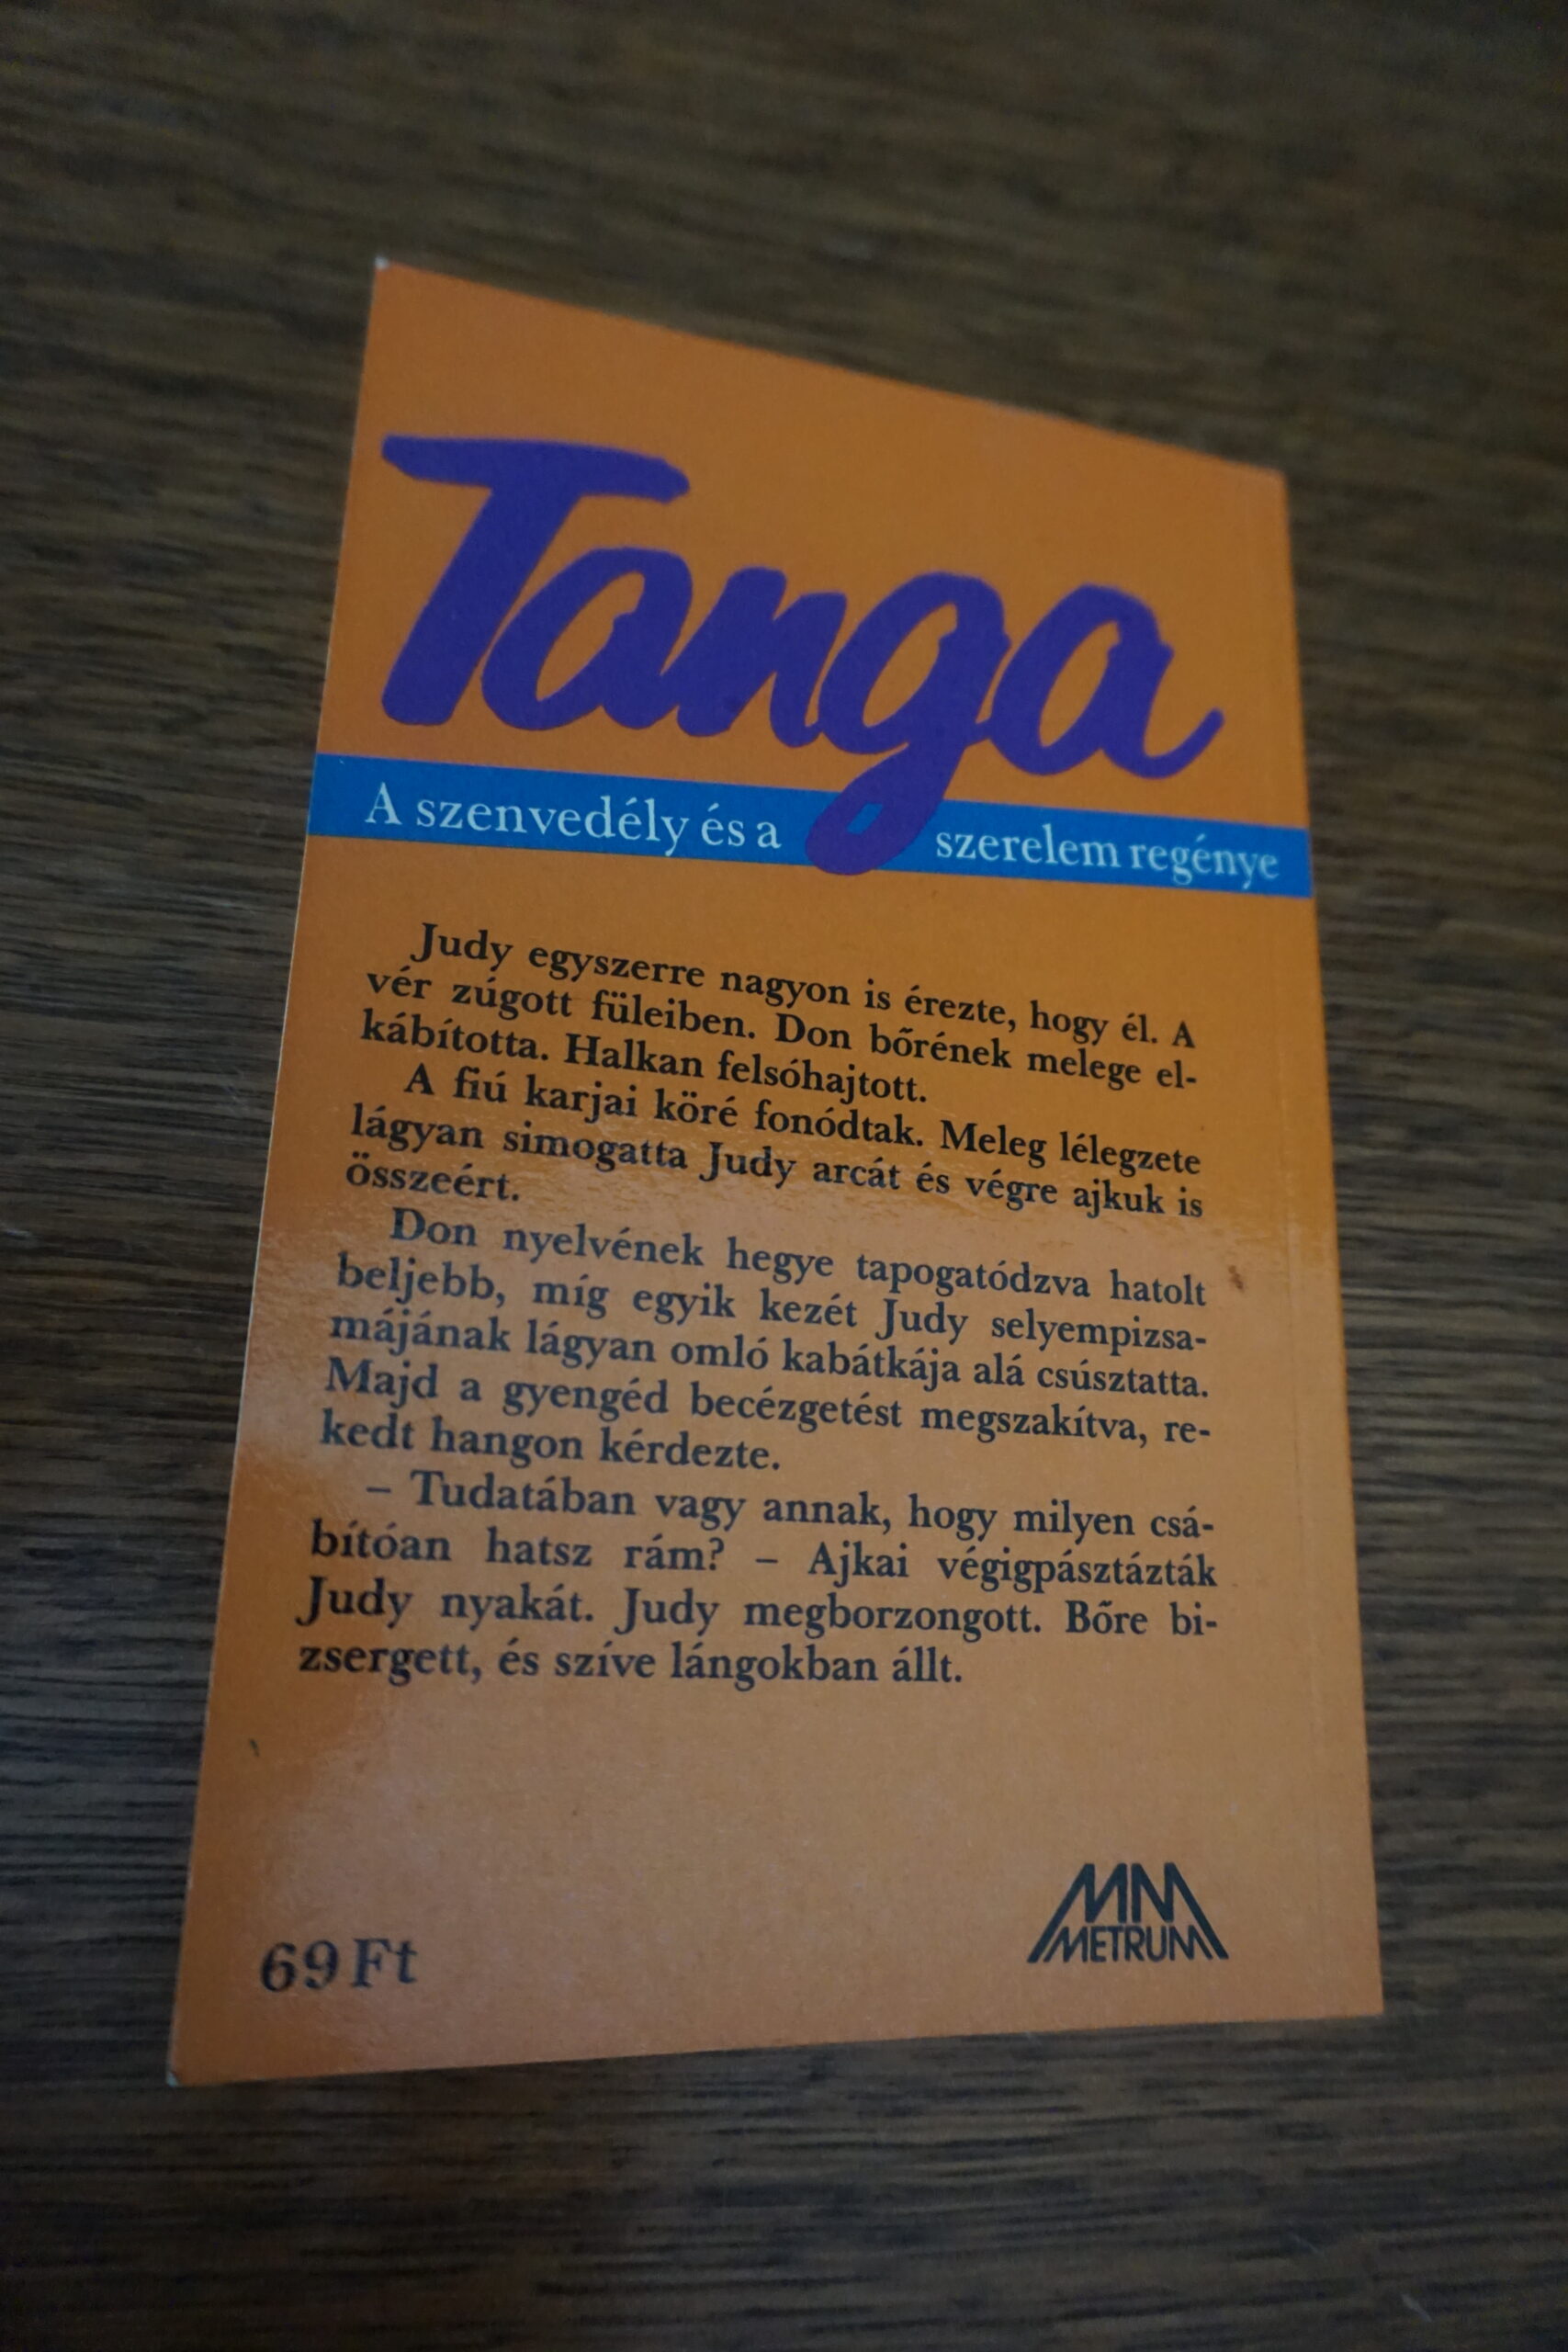 Tanga
A szenvedély és a szerelem regénye
Judy egyszerre nagyon is érezte, hogy él. A
vér zúgott füleiben. Don bőrének melege el-
kábította. Halkan felsóhajtott.
A fiú karjai köré fonódtak. Meleg lélegzete
lágyan simogatta Judy arcát és végre ajkuk is
összeért.
Don nyelvének hegye tapogatódzva hatolt
beljebb, míg egyik kezét Judy selyempizsa-
májának lágyan omló kabátkája alá csúsztatta.
Majd a gyengéd becézgetést megszakítva, re-
kedt hangon kérdezte.
– Tudatában vagy annak, hogy milyen csá-
bítóan hatsz rám? – Ajkai végigpásztázták
Judy nyakát. Judy megborzongott. Bőre bi-
zsergett, és szíve lángokban állt.
MM
METRUM
69 Ft